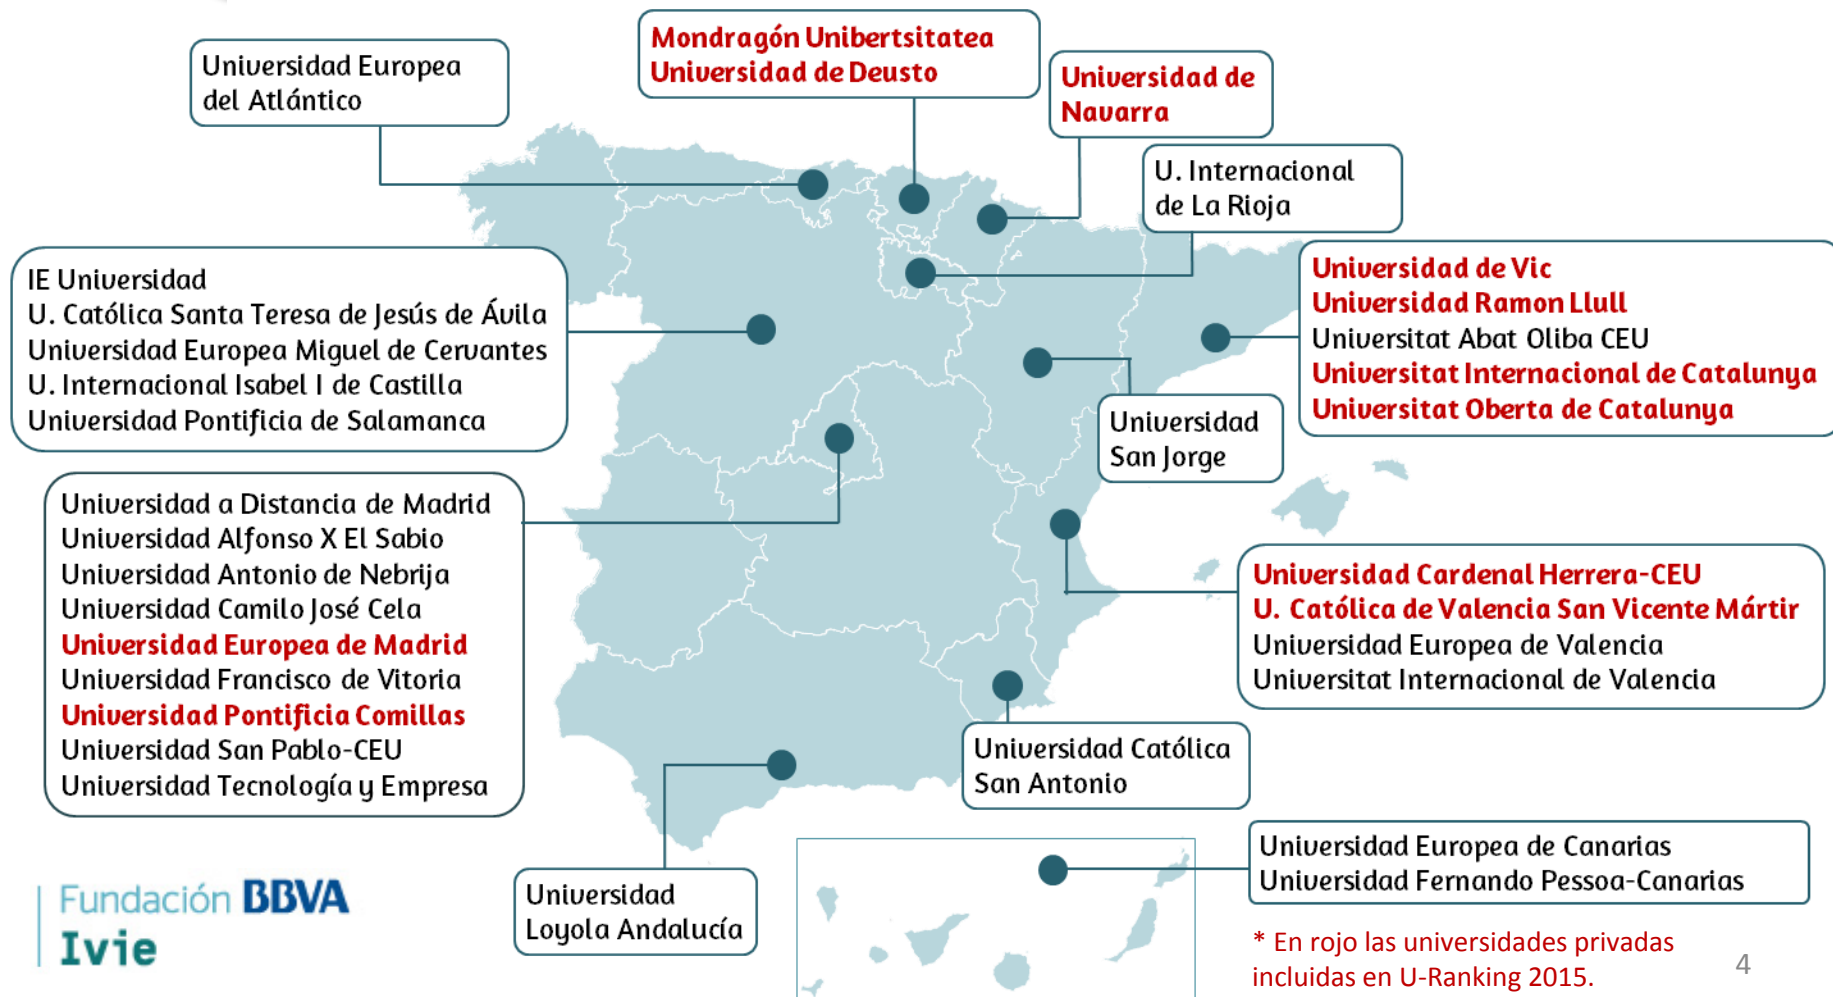 Universidad Europea
del Atlántico
Mondragón Unibertsitatea
Universidad de Deusto
Universidad de
Navarra
U. Internacional
de La Rioja
IE Universidad
U. Católica Santa Teresa de Jesús de Ávila
Universidad Europea Miguel de Cervantes
U. Internacional Isabel I de Castilla
Universidad Pontificia de Salamanca
Universidad de Vic
Universidad Ramon Llull
Universitat Abat Oliba CEU
Universitat Internacional de Catalunya
Universitat Oberta de Catalunya
Universidad
San Jorge
Universidad a Distancia de Madrid
Universidad Alfonso X El Sabio
Universidad Antonio de Nebrija
Universidad Camilo José Cela
Universidad Europea de Madrid
Universidad Francisco de Vitoria
Universidad Pontificia Comillas
Universidad San Pablo-CEU
Universidad Tecnología y Empresa
Universidad Cardenal Herrera-CEU
U. Católica de Valencia San Vicente Mártir
Universidad Europea de Valencia
Universitat Internacional de Valencia
Universidad Católica
San Antonio
Universidad
Loyola Andalucía
Universidad Europea de Canarias
Universidad Fernando Pessoa-Canarias
Fundación BBVA
Ivie
* En rojo las universidades privadas
incluidas en U-Ranking 2015.
4